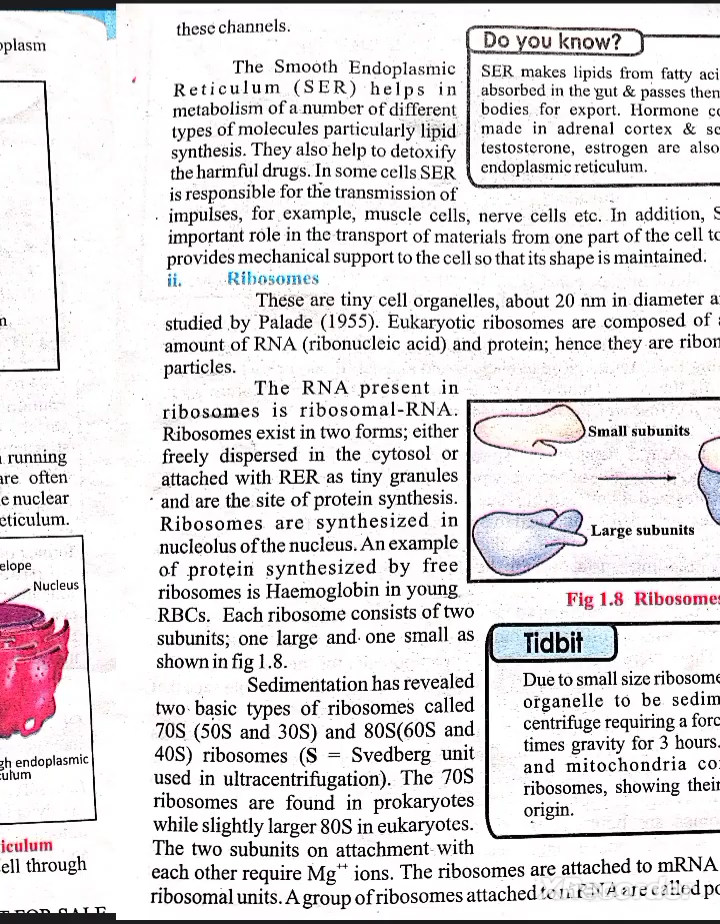 oplasm
running
are often
e nuclear
eticulum.
elope
Nucleus
gh endoplasmic
culum
iculum
ell through
these channels.
The Smooth Endoplasmic
Reticulum (SER) helps in
metabolism of a number of different
types of molecules particularly lipid
synthesis. They also help to detoxify
the harmful drugs. In some cells SER
is responsible for the transmission of
impulses, for example, muscle cells, nerve cells etc. In addition, S
important role in the transport of materials from one part of the cell to
provides mechanical support to the cell so that its shape is maintained.
Do you know?
SER makes lipids from fatty aci
absorbed in the gut & passes then
bodies for export. Hormone co
made in adrenal cortex & se
testosterone, estrogen are also
endoplasmic reticulum.
ii. Ribosomes
These are tiny cell organelles, about 20 nm in diameter a
studied by Palade (1955). Eukaryotic ribosomes are composed of
amount of RNA (ribonucleic acid) and protein; hence they are ribon
particles.
The RNA present in
ribosomes is ribosomal-RNA.
Ribosomes exist in two forms; either
freely dispersed in the cytosol or
attached with RER as tiny granules
and are the site of protein synthesis.
Ribosomes are synthesized in
nucleolus of the nucleus. An example
of protein synthesized by free
ribosomes is Haemoglobin in young
RBCs. Each ribosome consists of two
subunits; one large and one small as
shown in fig 1.8.
Small subunits
Large subunits
Fig 1.8 Ribosomes
Sedimentation has revealed
two basic types of ribosomes called
70S (50S and 30S) and 80S(60S and
40S) ribosomes (S = Svedberg unit
used in ultracentrifugation). The 70S
ribosomes are found in prokaryotes
while slightly larger 80S in eukaryotes.
The two subunits on attachment with
each other require Mg⁺⁺ ions. The ribosomes are attached to mRNA
ribosomal units. A group of ribosomes attached to mRNA are called po
Tidbit
Due to small size ribosome
organelle to be sedim
centrifuge requiring a forc
times gravity for 3 hours.
and mitochondria co
ribosomes, showing their
origin.